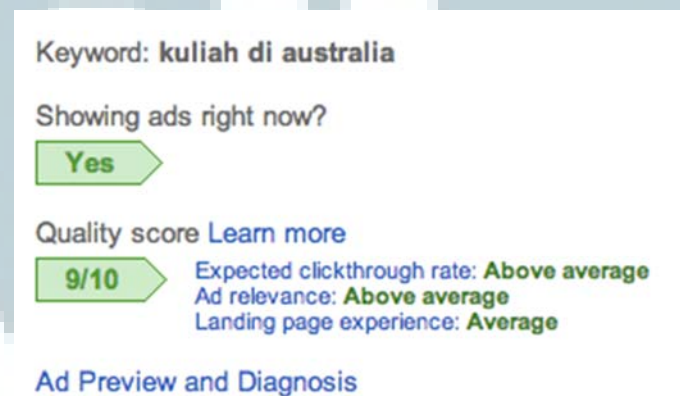 Keyword: kuliah di australia
Showing ads right now?
Yes
Quality score Learn more
9/10
Expected clickthrough rate: Above average
Ad relevance: Above average
Landing page experience: Average
Ad Preview and Diagnosis